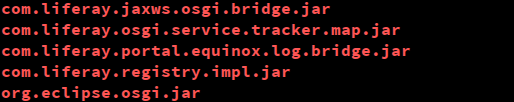 com.liferay.jaxws.osgi.bridge.jar
com.liferay.osgi.service.tracker.map.jar
com.liferay.portal.equinox.log.bridge.jar
com.liferay.registry.impl.jar
org.eclipse.osgi.jar